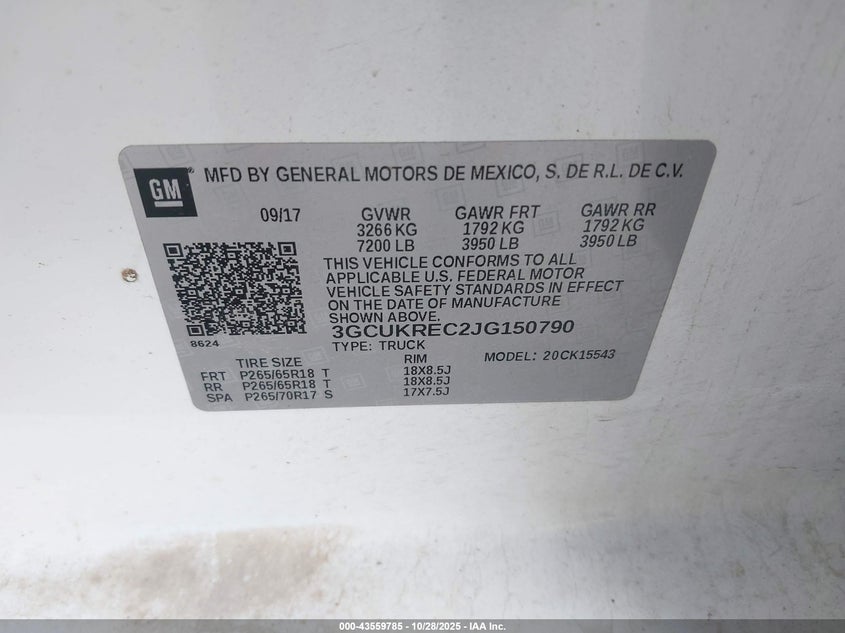 GM ® MFD BY GENERAL MOTORS DE MEXICO, S. DE R.L. DE C.V.
09/17 GVWR GAWR FRT GAWR RR
3266 KG 1792 KG 1792 KG
7200 LB 3950 LB 3950 LB
THIS VEHICLE CONFORMS TO ALL
APPLICABLE U.S. FEDERAL MOTOR
VEHICLE SAFETY STANDARDS IN EFFECT
ON THE DATE OF MANUFACTURE
SHOWN ABOVE.
8624 3GCUKREC2JG150790
TYPE: TRUCK MODEL: 20CK15543
TIRE SIZE RIM
FRT P265/65R18 T 18X8.5J
RR P265/65R18 T 18X8.5J
SPA P265/70R17 S 17X7.5J
000-43559785 - 10/28/2025 - IAA Inc.